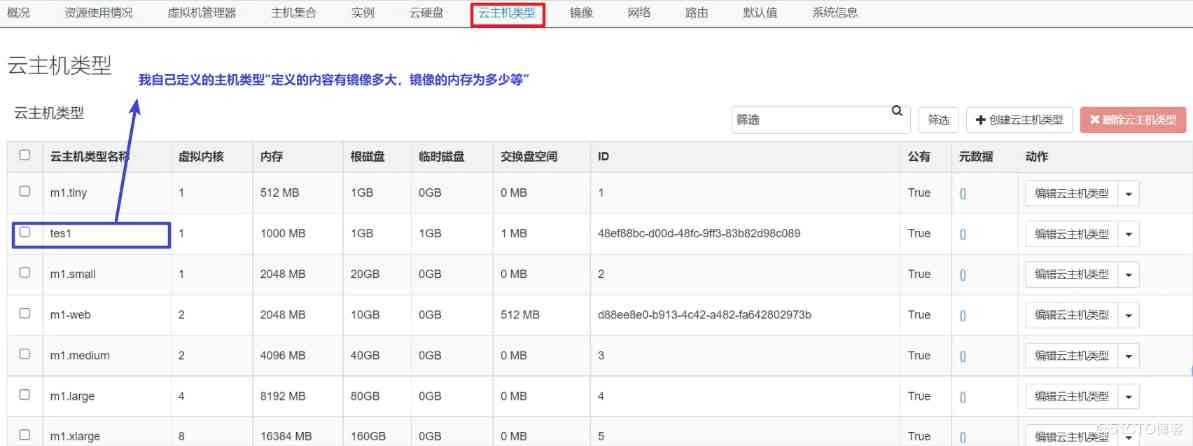 概况 资源使用情况 虚拟机管理器 主机集合 实例 云硬盘 云主机类型 镜像 网络 路由 默认值 系统信息
云主机类型
我自己定义的主机类型“定义的内容有镜像多大，镜像的内存为多少等”
云主机类型
筛选 筛选 创建云主机类型 删除云主机类型
云主机类型名称 虚拟内核 内存 根磁盘 临时磁盘 交换盘空间 ID 公有 元数据 动作
m1.tiny 1 512 MB 1GB 0GB 0 MB 1 True {} 编辑云主机类型
tes1 1 1000 MB 1GB 1GB 1 MB 48ef88bc-d00d-48fc-9ff3-83b82d98c089 True {} 编辑云主机类型
m1.small 1 2048 MB 20GB 0GB 0 MB 2 True {} 编辑云主机类型
m1-web 2 2048 MB 10GB 0GB 512 MB d88ee8e0-b913-4c42-a482-fa642802973b True {} 编辑云主机类型
m1.medium 2 4096 MB 40GB 0GB 0 MB 3 True {} 编辑云主机类型
m1.large 4 8192 MB 80GB 0GB 0 MB 4 True {} 编辑云主机类型
m1.xlarge 8 16384 MB 160GB 0GB 0 MB 5 True {} 编辑云主机类型
@51CTO博客